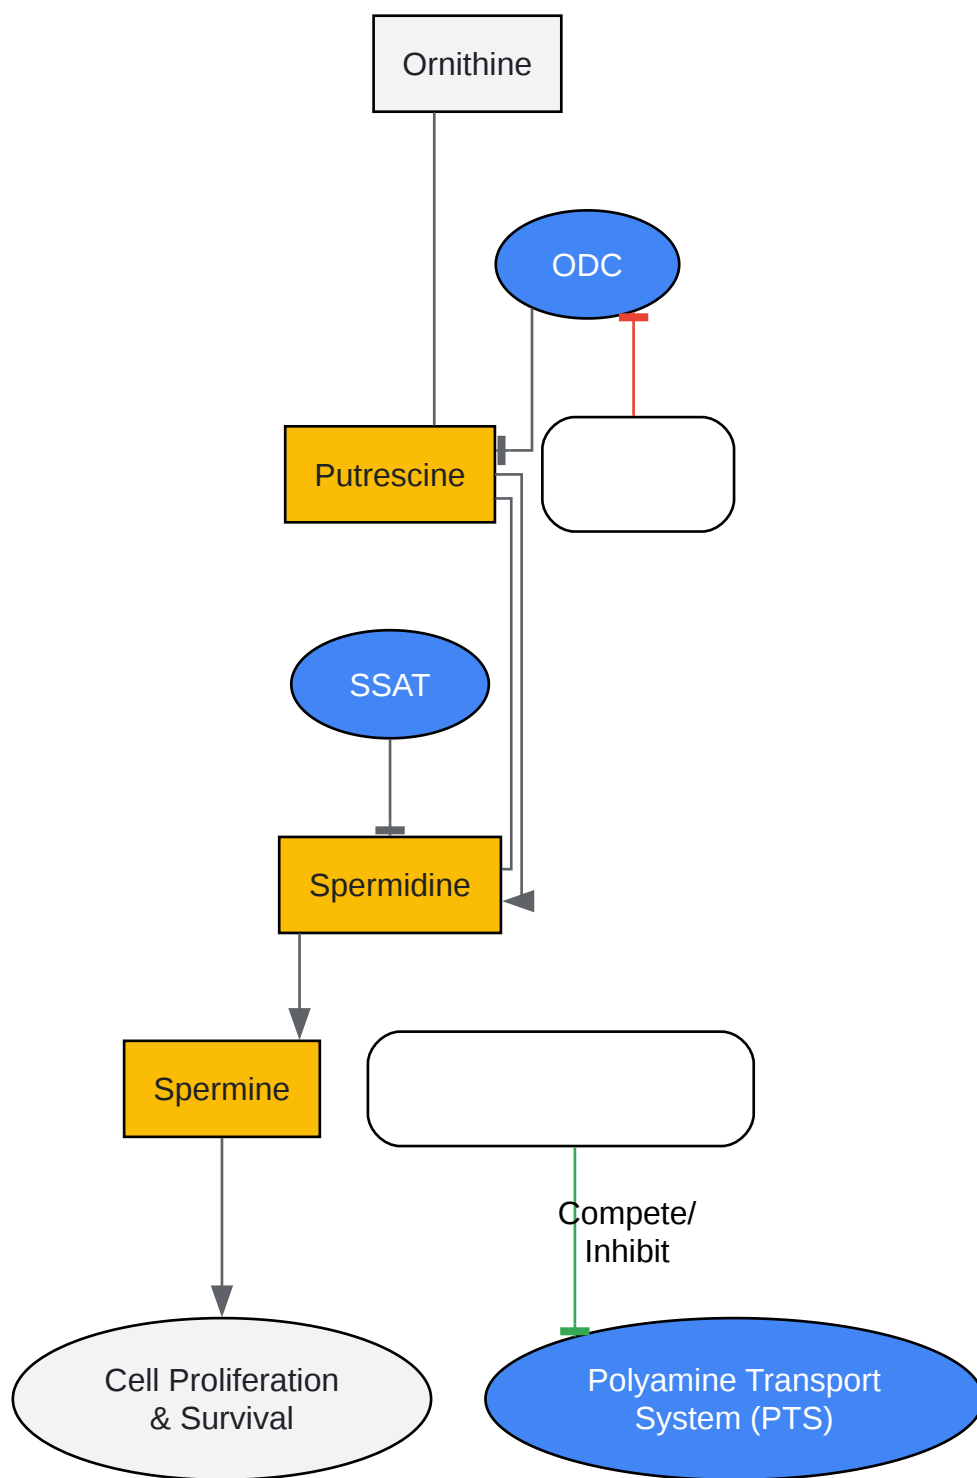 Ornithine
ODC
Putrescine
SSAT
Spermidine
Spermine
Compete/
Inhibit
Cell Proliferation
& Survival
Polyamine Transport
System (PTS)